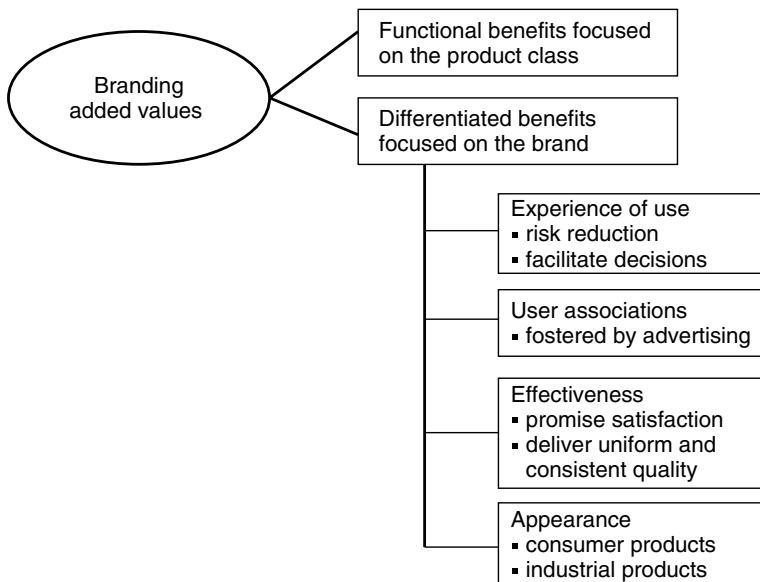 Branding
added values
Functional benefits focused
on the product class
Differentiated benefits
focused on the brand
Experience of use
▪ risk reduction
▪ facilitate decisions
User associations
▪ fostered by advertising
Effectiveness
▪ promise satisfaction
▪ deliver uniform and
consistent quality
Appearance
▪ consumer products
▪ industrial products